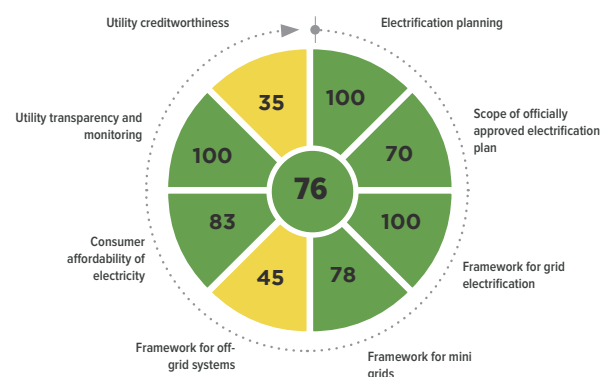 Utility creditworthiness
Electrification planning
35
100
Utility transparency and
monitoring
Scope of officially
approved electrification
plan
100
70
76
83
100
Consumer
affordability of
electricity
45
78
Framework for grid
electrification
Framework for off-
grid systems
Framework for mini
grids